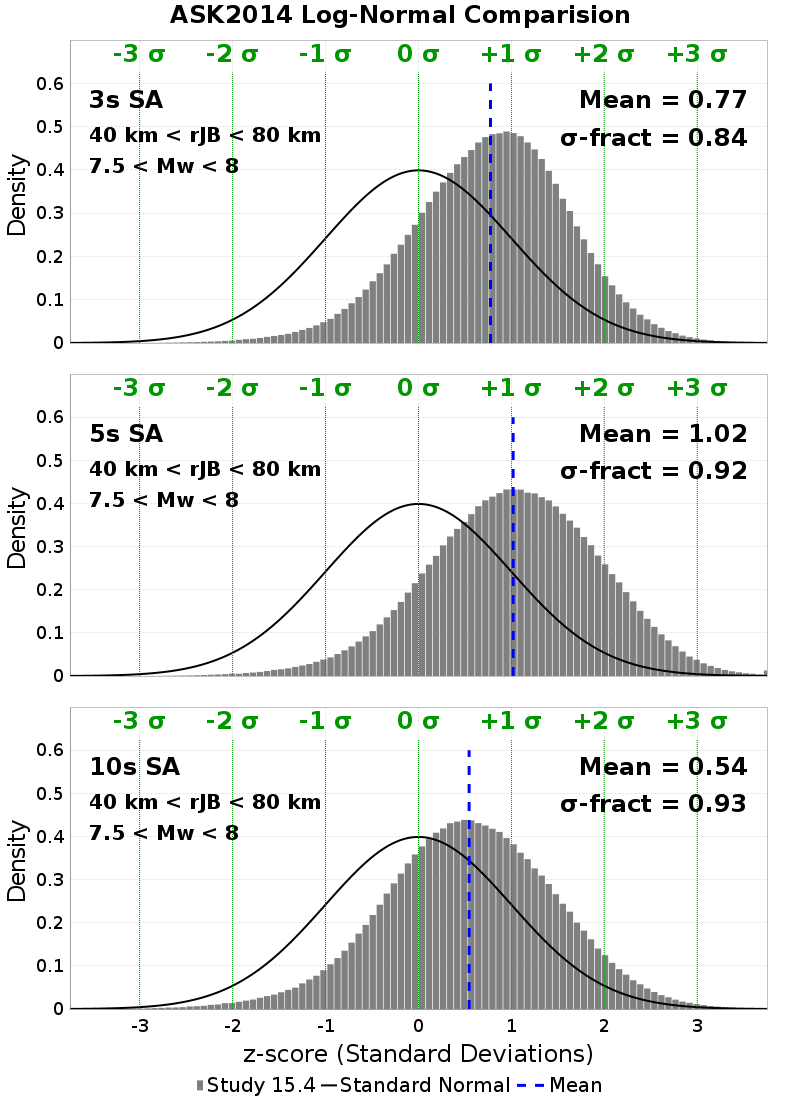 ASK2014 Log-Normal Comparision
-3 σ -2 σ -1 σ 0 σ +1 σ +2 σ +3 σ
3s SA
40 km < rJB < 80 km
7.5 < Mw < 8
Mean = 0.77
σ-fract = 0.84
Density
0.6
0.5
0.4
0.3
0.2
0.1
0
-3 σ -2 σ -1 σ 0 σ +1 σ +2 σ +3 σ
5s SA
40 km < rJB < 80 km
7.5 < Mw < 8
Mean = 1.02
σ-fract = 0.92
Density
0.6
0.5
0.4
0.3
0.2
0.1
0
-3 σ -2 σ -1 σ 0 σ +1 σ +2 σ +3 σ
10s SA
40 km < rJB < 80 km
7.5 < Mw < 8
Mean = 0.54
σ-fract = 0.93
Density
0.6
0.5
0.4
0.3
0.2
0.1
0
-3 -2 -1 0 1 2 3
z-score (Standard Deviations)
Study 15.4 Standard Normal Mean